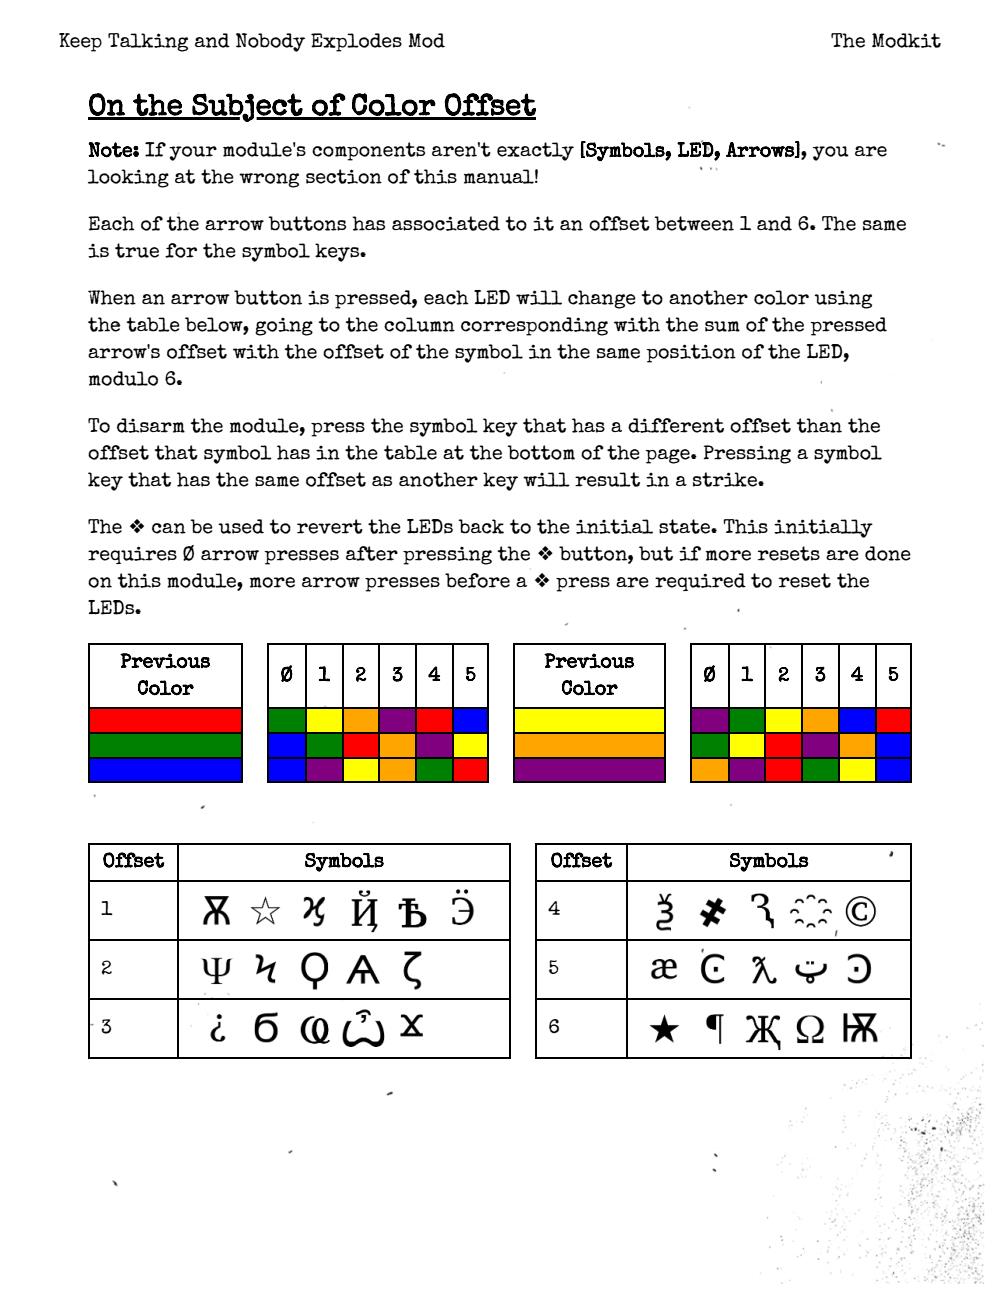 Keep Talking and Nobody Explodes Mod
The Modkit
On the Subject of Color Offset
Note: If your module's components aren't exactly [Symbols, LED, Arrows], you are
looking at the wrong section of this manual!
Each of the arrow buttons has associated to it an offset between 1 and 6. The same
is true for the symbol keys.
When an arrow button is pressed, each LED will change to another color using
the table below, going to the column corresponding with the sum of the pressed
arrow's offset with the offset of the symbol in the same position of the LED,
modulo 6.
To disarm the module, press the symbol key that has a different offset than the
offset that symbol has in the table at the bottom of the page. Pressing a symbol
key that has the same offset as another key will result in a strike.
The ❖ can be used to revert the LEDs back to the initial state. This initially
requires Ø arrow presses after pressing the ❖ button, but if more resets are done
on this module, more arrow presses before a ❖ press are required to reset the
LEDs.
Previous
Color
Ø 1 2 3 4 5
Previous
Color
Ø 1 2 3 4 5
Offset Symbols
1 Ѫ ☆ ϗ Ҋ Ѣ Ӭ
2 Ψ Ϟ Ϙ Ѧ ζ
3 ¿ б Ҩ Ѽ x
Offset Symbols
4 Ѯ ҂ Ԇ ҈ ©
5 æ Ͼ ƛ ټ Ͽ
6 ★ ¶ Җ Ω Ѭ